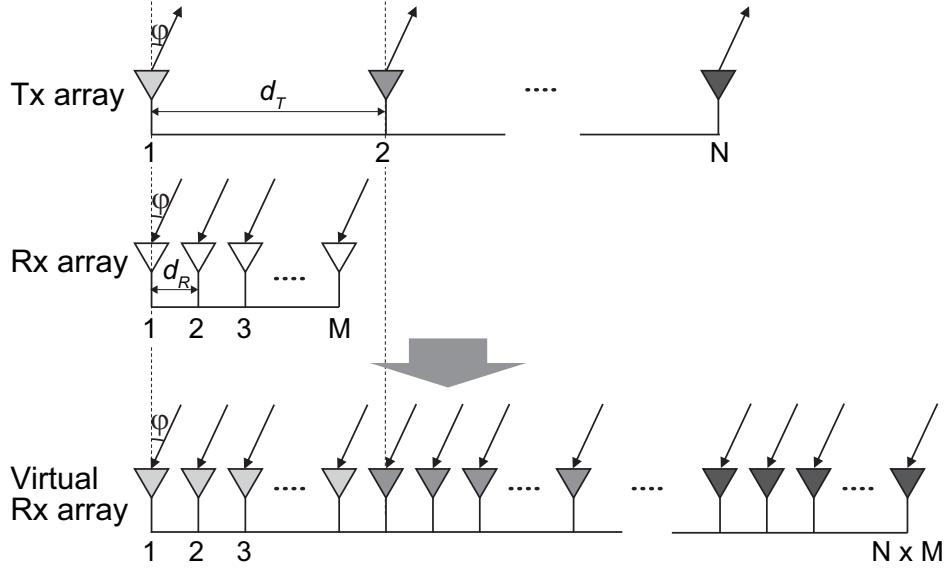 φ φ
Tx array d_T ....
1 2 N
φ
Rx array d_R ....
1 2 3 M
φ
Virtual
Rx array .... .... .... ....
1 2 3 N x M